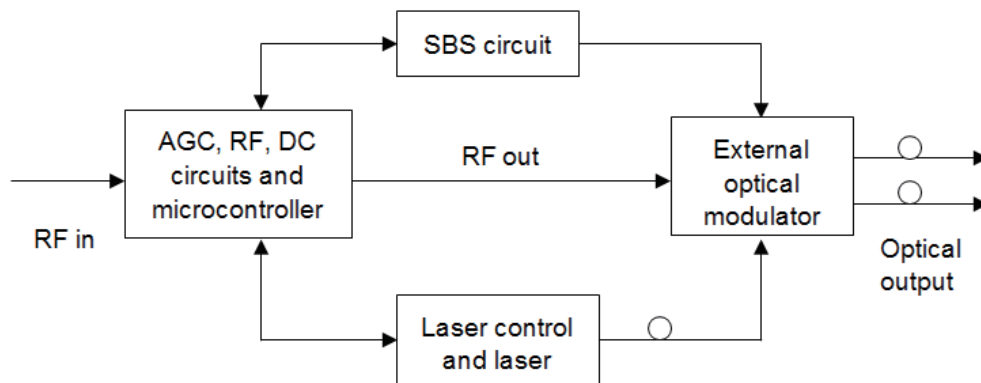 SBS circuit
AGC, RF, DC
circuits and
microcontroller
RF out
External
optical
modulator
RF in
Optical
output
Laser control
and laser